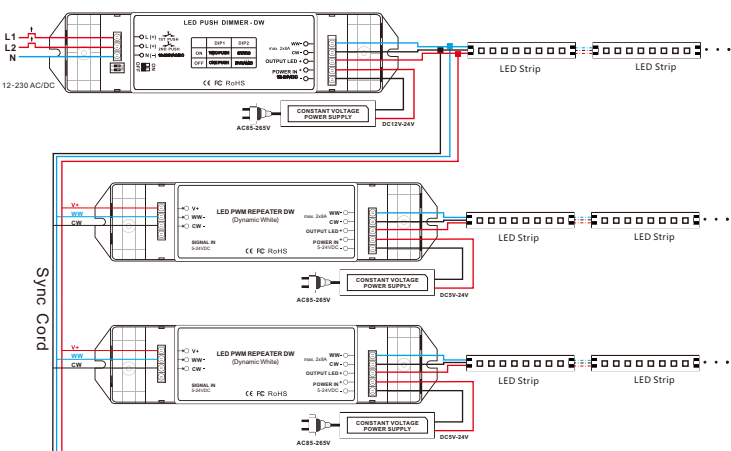 LED PUSH DIMMER - DW
L1
L2
N
12-230 AC/DC
L (+)
1ST PUSH
L (+)
2ND PUSH
N (-)
OFF
ON
DIP1 DIP2
ON
OFF
CE FC RoHS
WW-
max. 2x8A
CW -
OUTPUT LED +
POWER IN +
-
CONSTANT VOLTAGE
POWER SUPPLY
AC85-265V
DC12V-24V
LED Strip
LED Strip
Sync Cord
V+
WW
CW
V+
WW -
CW -
SIGNAL IN
5-24VDC
LED PWM REPEATER DW
(Dynamic White)
CE FC RoHS
WW-
max. 2x8A
CW -
OUTPUT LED +
POWER IN +
5-24VDC -
CONSTANT VOLTAGE
POWER SUPPLY
AC85-265V
DC5V-24V
LED Strip
LED Strip
V+
WW
CW
V+
WW -
CW -
SIGNAL IN
5-24VDC
LED PWM REPEATER DW
(Dynamic White)
CE FC RoHS
WW-
max. 2x8A
CW -
OUTPUT LED +
POWER IN +
5-24VDC -
CONSTANT VOLTAGE
POWER SUPPLY
AC85-265V
DC5V-24V
LED Strip
LED Strip